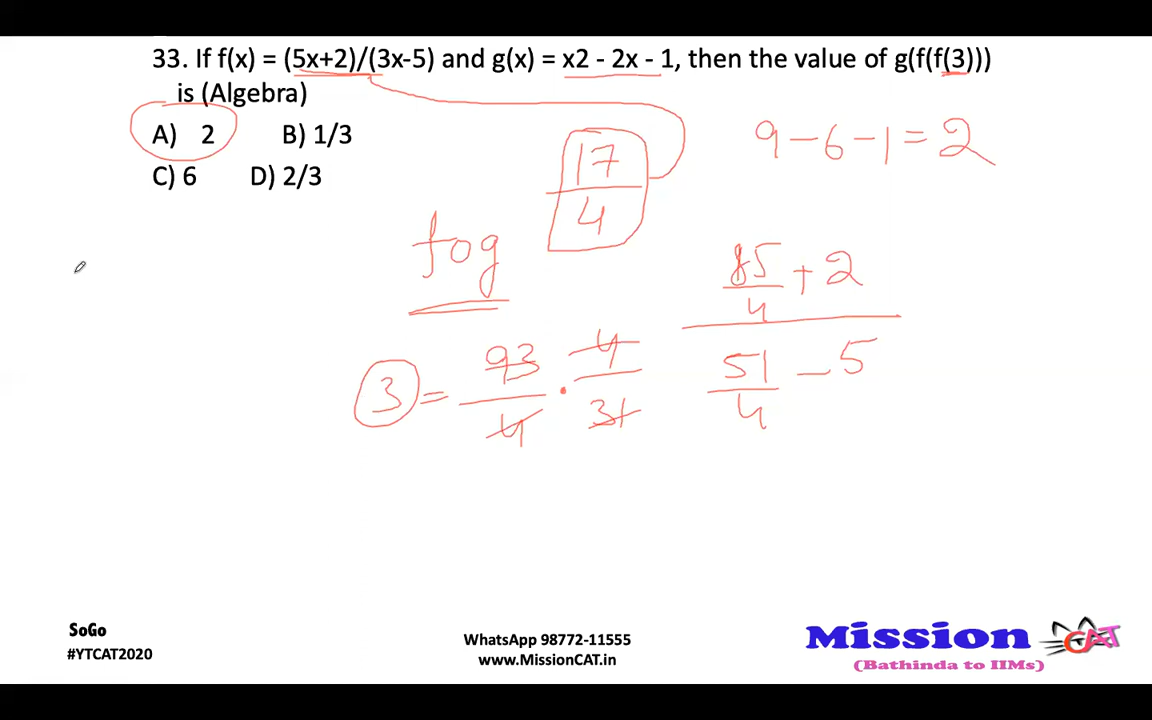 33. If f(x) = (5x+2)/(3x-5) and g(x) = x2 - 2x - 1, then the value of g(f(f(3)))
is (Algebra)
A) 2 B) 1/3
C) 6 D) 2/3
9 - 6 - 1 = 2
17
4
fog
85/4 + 2
51/4 - 5
3 = 93/4 · 4/31
SoGo
#YTCAT2020
WhatsApp 98772-11555
www.MissionCAT.in
Mission CAT
(Bathinda to IIMs)